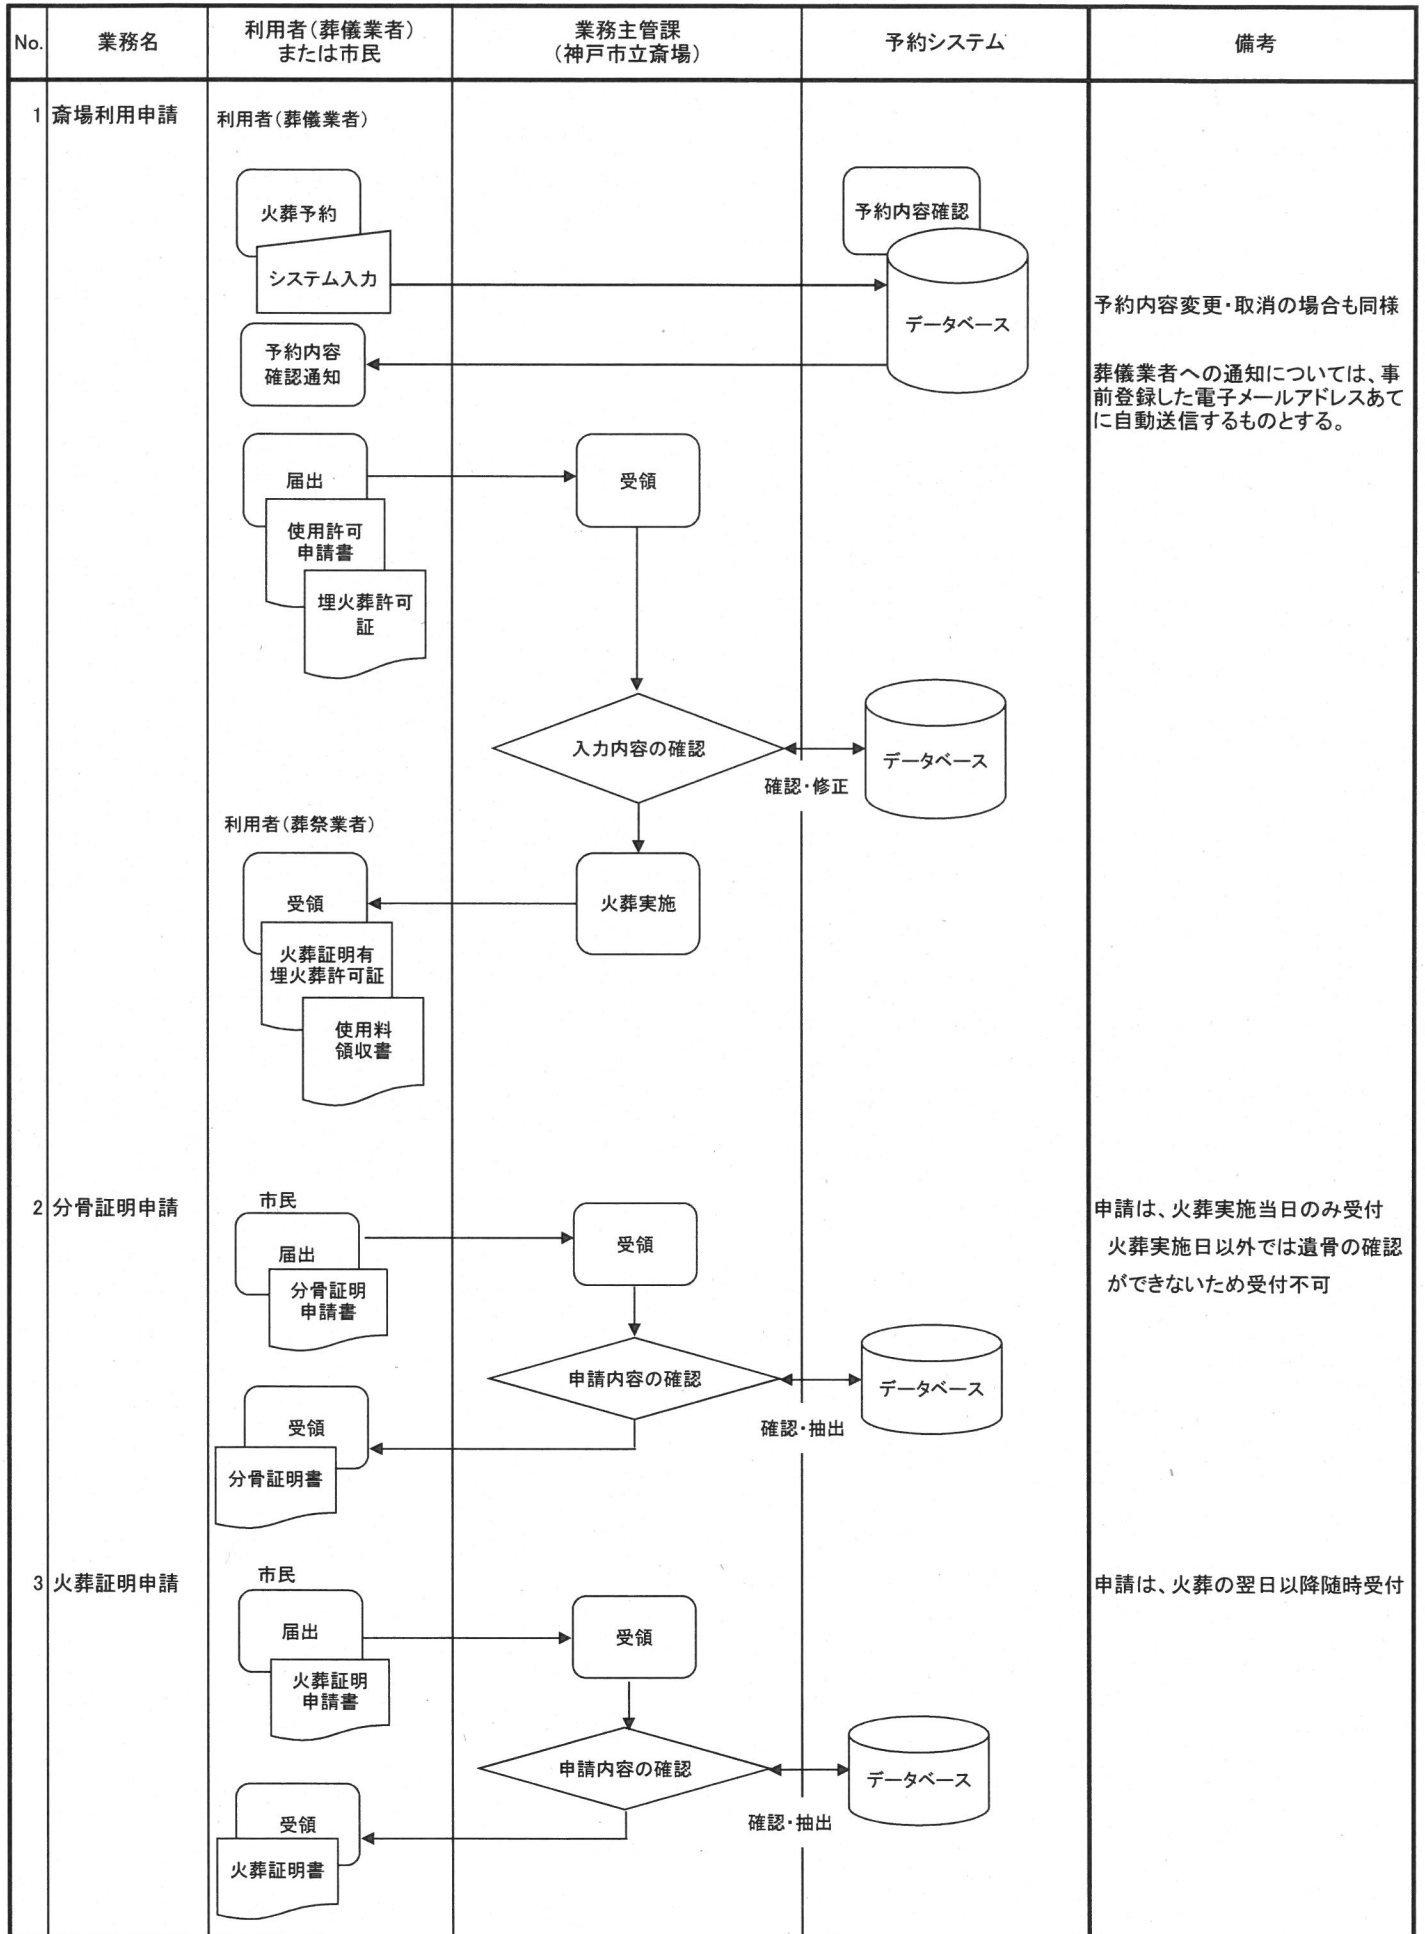 No.
業務名
利用者(葬儀業者)
または市民
業務主管課
(神戸市立斎場)
予約システム
備考
1
斎場利用申請
利用者(葬儀業者)
火葬予約
システム入力
予約内容確認
データベース
予約内容変更・取消の場合も同様
予約内容
確認通知
葬儀業者への通知については、事
前登録した電子メールアドレスあて
に自動送信するものとする。
届出
使用許可
申請書
埋火葬許可
証
受領
入力内容の確認
確認・修正
データベース
利用者(葬祭業者)
受領
火葬証明有
埋火葬許可証
使用料
領収書
火葬実施
2
分骨証明申請
市民
届出
分骨証明
申請書
受領
申請は、火葬実施当日のみ受付
火葬実施日以外では遺骨の確認
ができないため受付不可
申請内容の確認
確認・抽出
データベース
受領
分骨証明書
3
火葬証明申請
市民
届出
火葬証明
申請書
受領
申請は、火葬の翌日以降随時受付
申請内容の確認
確認・抽出
データベース
受領
火葬証明書